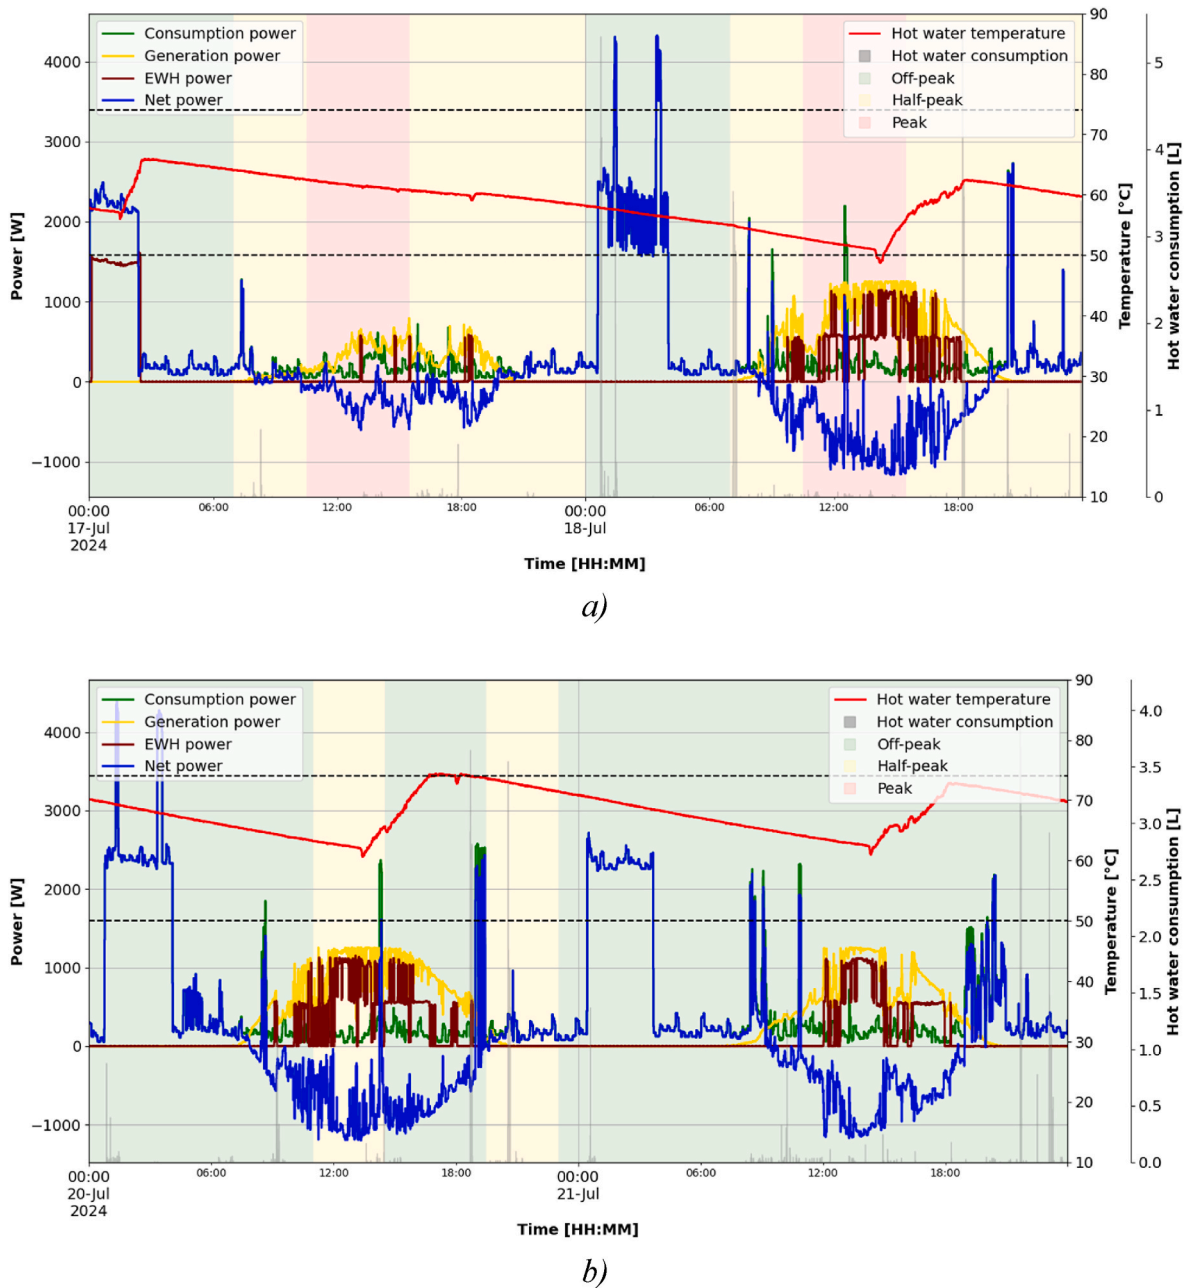 Consumption power
Generation power
EWH power
Net power
Hot water temperature
Hot water consumption
Off-peak
Half-peak
Peak
4000
3000
2000
1000
0
−1000
90
80
70
60
50
40
30
20
10
5
4
3
2
1
0
Power [W]
Temperature [°C]
Hot water consumption [L]
00:00
17-Jul
2024
06:00
12:00
18:00
00:00
18-Jul
06:00
12:00
18:00
Time [HH:MM]
a)
Consumption power
Generation power
EWH power
Net power
Hot water temperature
Hot water consumption
Off-peak
Half-peak
Peak
4000
3000
2000
1000
0
−1000
90
80
70
60
50
40
30
20
10
4.0
3.5
3.0
2.5
2.0
1.5
1.0
0.5
0.0
Power [W]
Temperature [°C]
Hot water consumption [L]
00:00
20-Jul
2024
06:00
12:00
18:00
00:00
21-Jul
06:00
12:00
18:00
Time [HH:MM]
b)